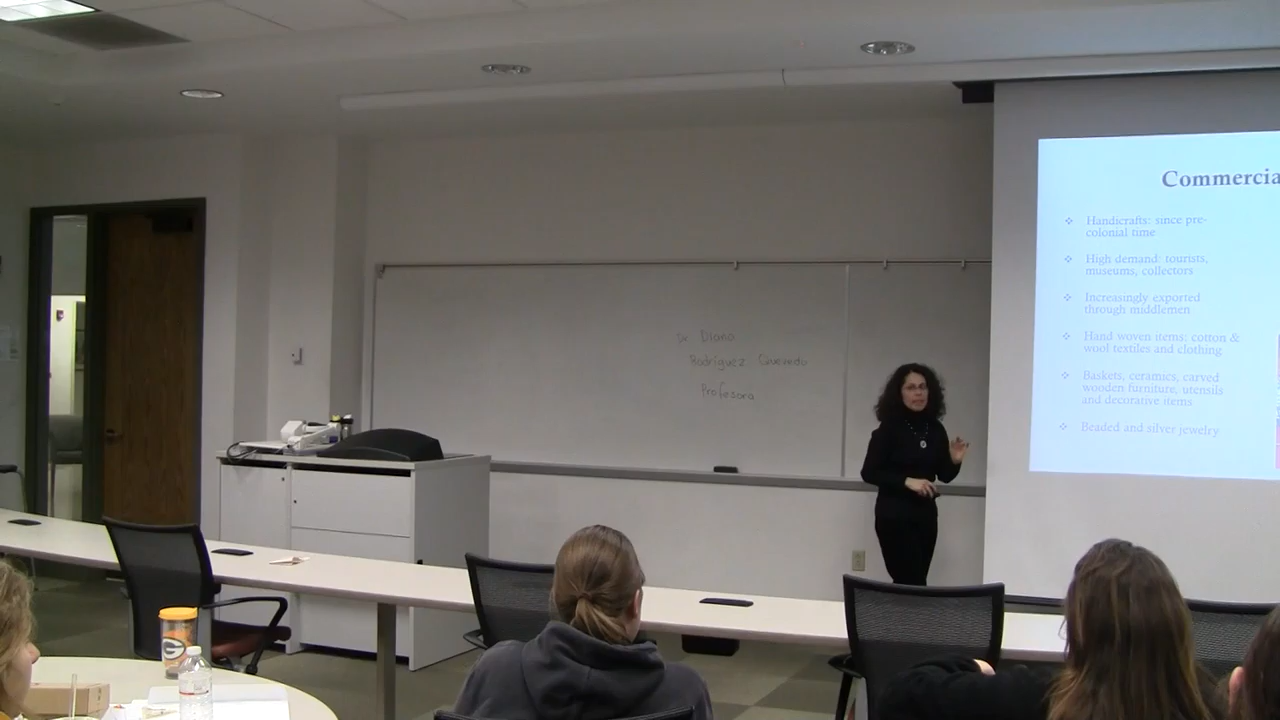 Dr Diana
Rodríguez Quevedo
Profesora
Commercia
Handicrafts: since pre-
colonial time
High demand: tourists,
museums, collectors
Increasingly exported
through middlemen
Hand woven items: cotton &
wool textiles and clothing
Baskets, ceramics, carved
wooden furniture, utensils
and decorative items
Beaded and silver jewelry
G